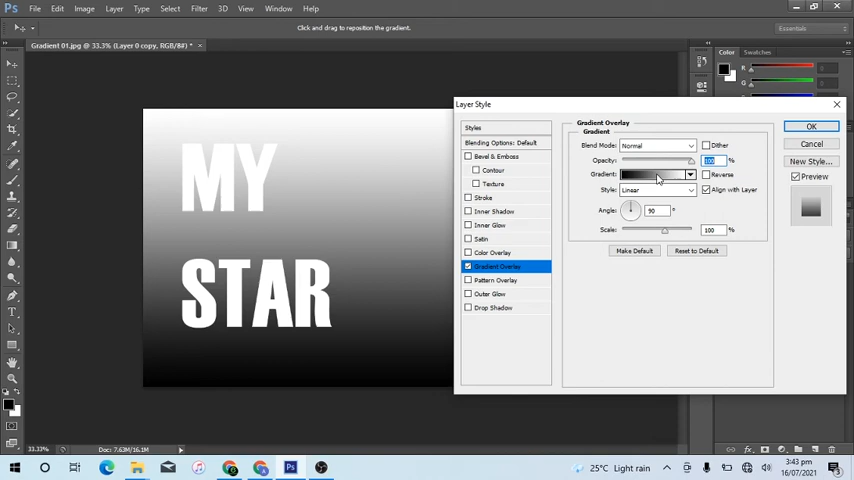 Ps File Edit Image Layer Type Select Filter 3D View Window Help
Click and drag to reposition the gradient.
Essentials
Gradient 01.jpg @ 33.3% (Layer 0 copy, RGB/8#) * ×
Color Swatches
MY
STAR
Layer Style
Styles
Blending Options: Default
Bevel & Emboss
Contour
Texture
Stroke
Inner Shadow
Inner Glow
Satin
Color Overlay
Gradient Overlay
Pattern Overlay
Outer Glow
Drop Shadow
Gradient Overlay
Gradient
Blend Mode: Normal Dither
Opacity: 100 %
Gradient: Reverse
Style: Linear Align with Layer
Angle: 90 °
Scale: 100 %
Make Default Reset to Default
OK
Cancel
New Style...
Preview
33.33% Doc: 7.63M/16.1M
25°C Light rain
3:43 pm
16/07/2021